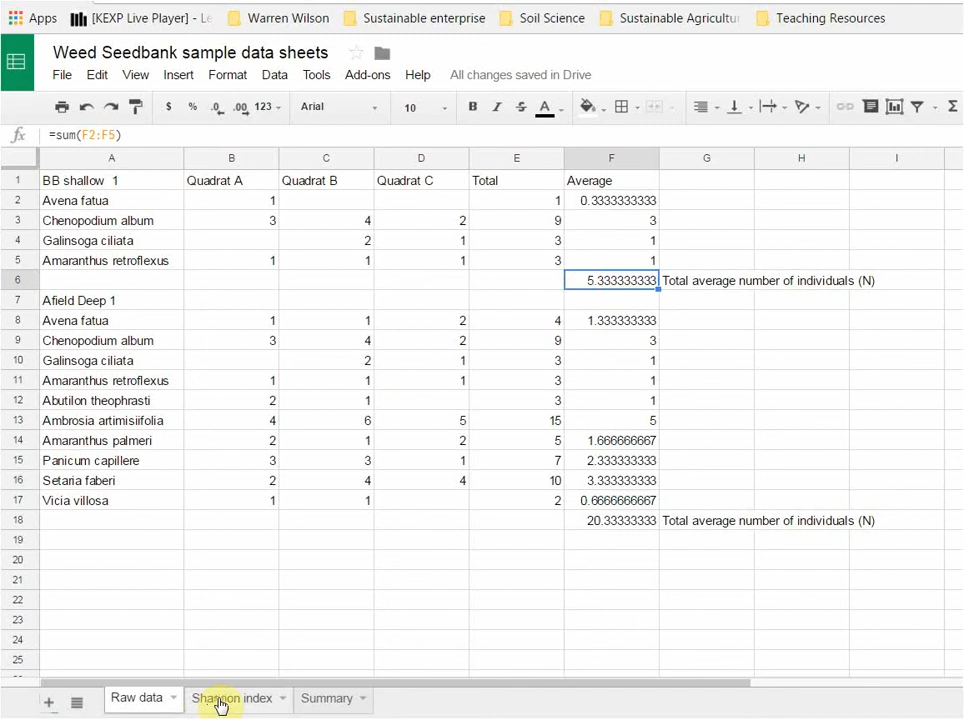 Apps [KEXP Live Player] - Le Warren Wilson Sustainable enterprise Soil Science Sustainable Agricultu Teaching Resources
Weed Seedbank sample data sheets
File Edit View Insert Format Data Tools Add-ons Help All changes saved in Drive
$ % .0 .00 123 Arial 10 B I S A Σ
fx =sum(F2:F5)
A B C D E F G H I
1 BB shallow 1 Quadrat A Quadrat B Quadrat C Total Average
2 Avena fatua 1 1 0.3333333333
3 Chenopodium album 3 4 2 9 3
4 Galinsoga ciliata 2 1 3 1
5 Amaranthus retroflexus 1 1 1 3 1
6 5.333333333 Total average number of individuals (N)
7 Afield Deep 1
8 Avena fatua 1 1 2 4 1.333333333
9 Chenopodium album 3 4 2 9 3
10 Galinsoga ciliata 2 1 3 1
11 Amaranthus retroflexus 1 1 1 3 1
12 Abutilon theophrasti 2 1 3 1
13 Ambrosia artimisiifolia 4 6 5 15 5
14 Amaranthus palmeri 2 1 2 5 1.666666667
15 Panicum capillere 3 3 1 7 2.333333333
16 Setaria faberi 2 4 4 10 3.333333333
17 Vicia villosa 1 1 2 0.6666666667
18 20.33333333 Total average number of individuals (N)
19
20
21
22
23
24
25
+ Raw data Shannon index Summary